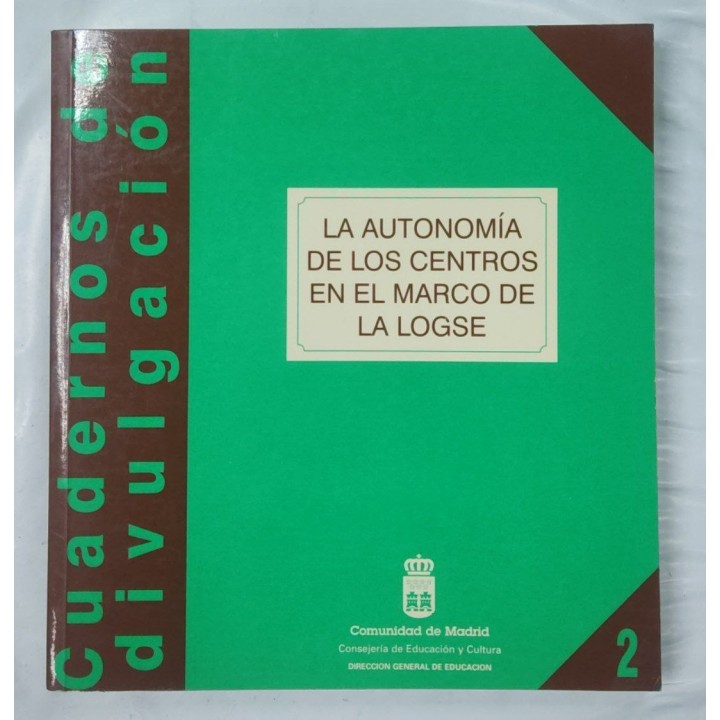 Cuadernos de
divulgación
LA AUTONOMÍA
DE LOS CENTROS
EN EL MARCO DE
LA LOGSE
Comunidad de Madrid
Consejería de Educación y Cultura
DIRECCION GENERAL DE EDUCACION
2